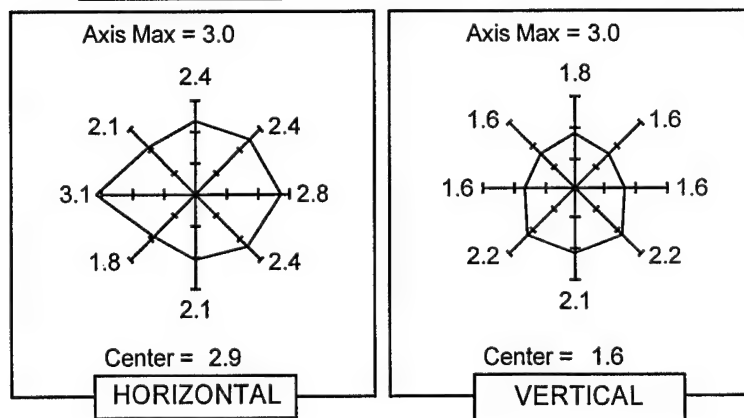 Axis Max = 3.0
2.4
2.1
2.4
3.1
2.8
1.8
2.4
2.1
Center = 2.9
HORIZONTAL
Axis Max = 3.0
1.8
1.6
1.6
1.6
1.6
2.2
2.2
2.1
Center = 1.6
VERTICAL